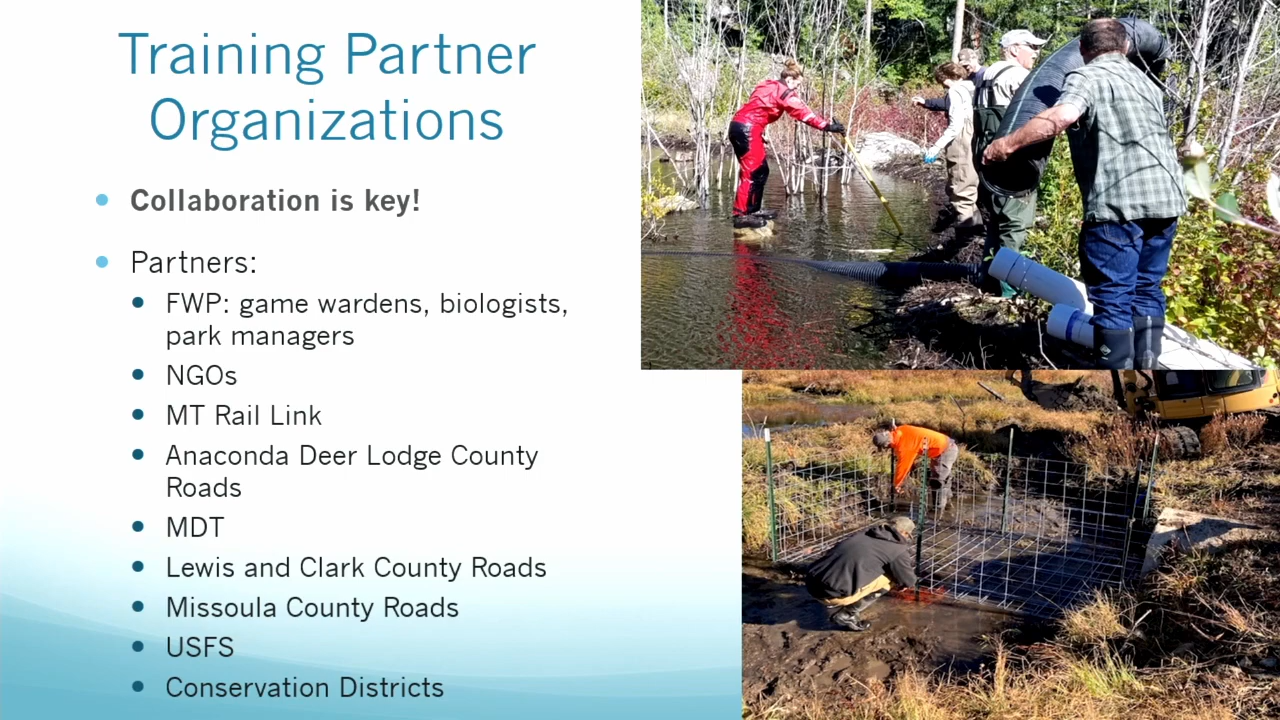 Training Partner
Organizations
Collaboration is key!
Partners:
FWP: game wardens, biologists,
park managers
NGOs
MT Rail Link
Anaconda Deer Lodge County
Roads
MDT
Lewis and Clark County Roads
Missoula County Roads
USFS
Conservation Districts